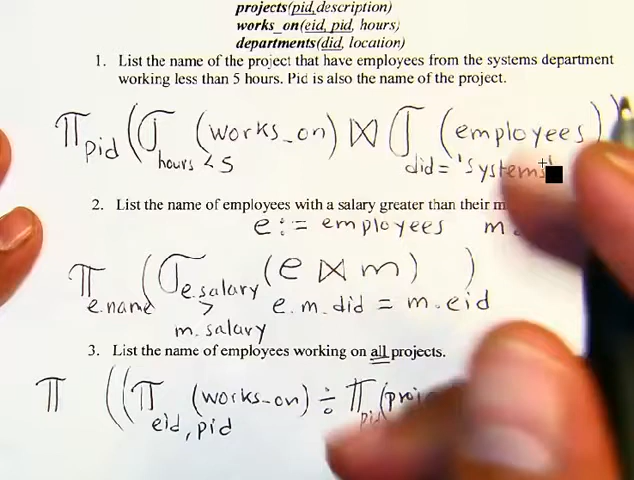 projects(pid,description)
works_on(eid, pid, hours)
departments(did, location)
1. List the name of the project that have employees from the systems department
working less than 5 hours. Pid is also the name of the project.
π pid (σ hours < 5 (works_on) ⋈ σ did = 'systems' (employees))
2. List the name of employees with a salary greater than their
e := employees m
π e.name (σ e.salary > m.salary (e ⋈ m) )
e.m.did = m.eid
3. List the name of employees working on all projects.
π ((π eid, pid (works_on) ÷ π pid (proj